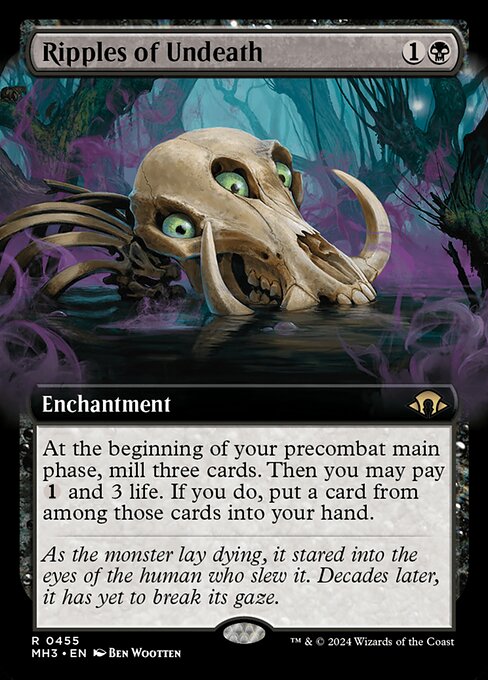 Ripples of Undeath 1
Enchantment
At the beginning of your precombat main
phase, mill three cards. Then you may pay
1 and 3 life. If you do, put a card from
among those cards into your hand.
As the monster lay dying, it stared into the
eyes of the human who slew it. Decades later,
it has yet to break its gaze.
R 0455
MH3 • EN Ben Wootten
™ & © 2024 Wizards of the Coast